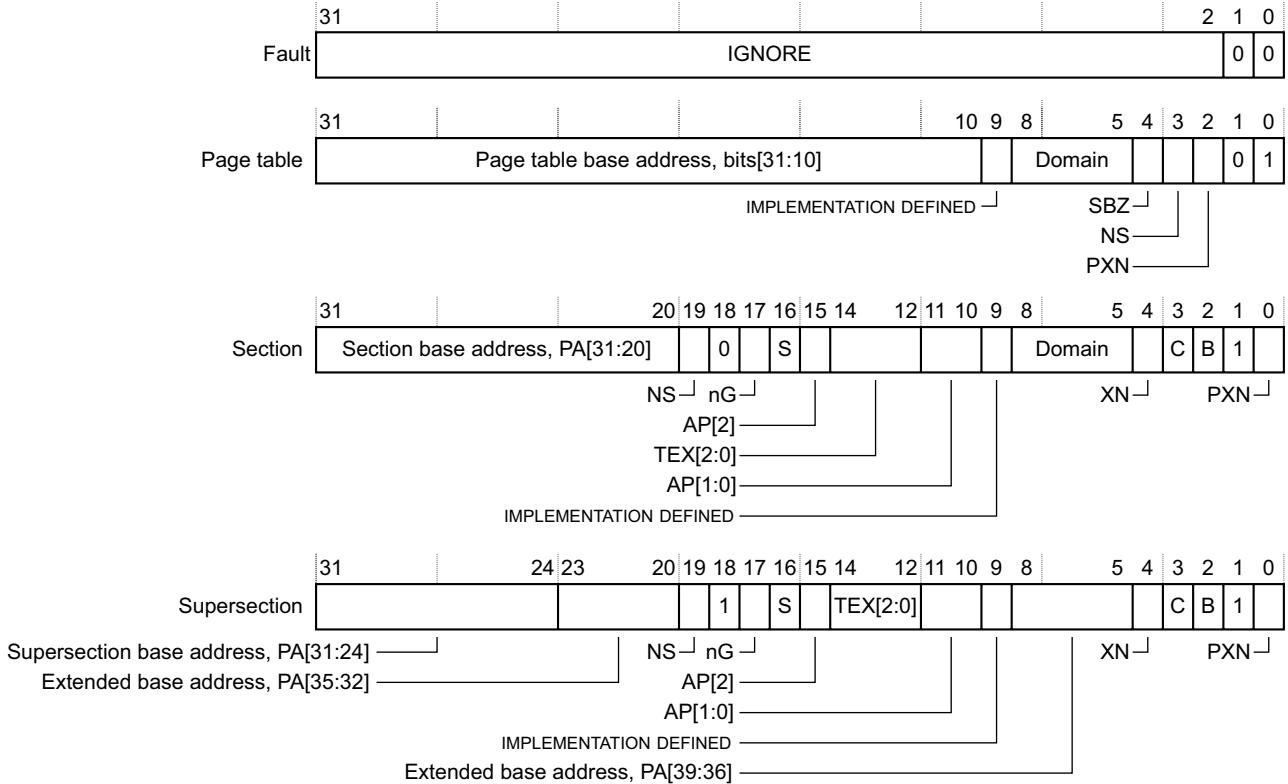 31 2 1 0
Fault IGNORE 0 0
31 10 9 8 5 4 3 2 1 0
Page table Page table base address, bits[31:10] Domain 0 1
IMPLEMENTATION DEFINED SBZ
NS
PXN
31 20 19 18 17 16 15 14 12 11 10 9 8 5 4 3 2 1 0
Section Section base address, PA[31:20] 0 S Domain C B 1
NS nG XN PXN
AP[2]
TEX[2:0]
AP[1:0]
IMPLEMENTATION DEFINED
31 24 23 20 19 18 17 16 15 14 12 11 10 9 8 5 4 3 2 1 0
Supersection 1 S TEX[2:0] C B 1
Supersection base address, PA[31:24] NS nG XN PXN
Extended base address, PA[35:32] AP[2]
AP[1:0]
IMPLEMENTATION DEFINED
Extended base address, PA[39:36]